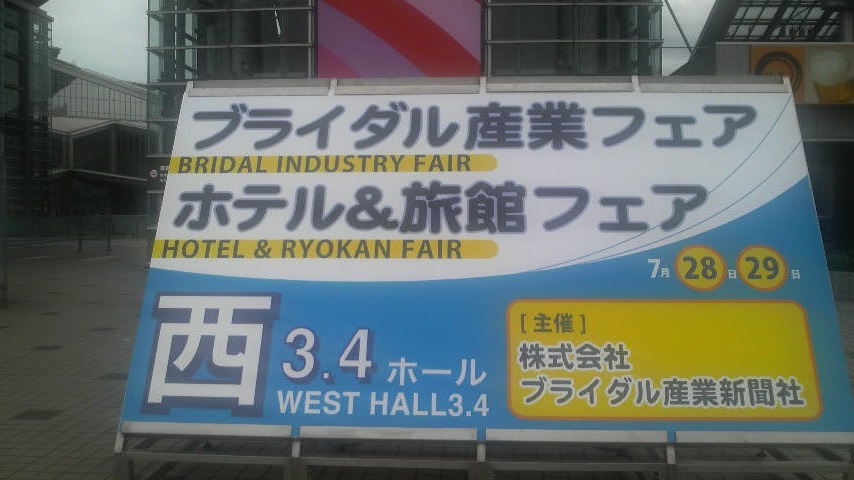 ブライダル産業フェア
BRIDAL INDUSTRY FAIR
ホテル&旅館フェア
HOTEL & RYOKAN FAIR
7月 28日 29日
西 3.4 ホール
WEST HALL3.4
[ 主催 ]
株式会社
ブライダル産業新聞社